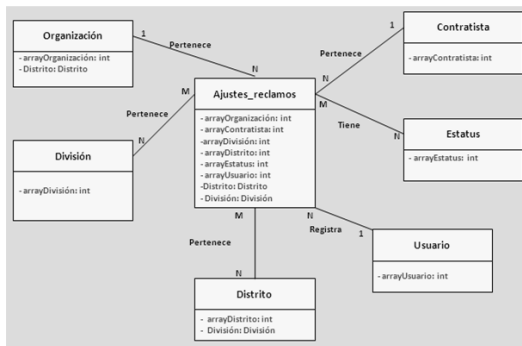 Organización
- arrayOrganización: int
- Distrito: Distrito
1
Pertenece
N
Contratista
- arrayContratista: int
1
Pertenece
N
Ajustes_reclamos
- arrayOrganización: int
- arrayContratista: int
-arrayDivisión: int
- arrayDistrito: int
- arrayEstatus: int
- arrayUsuario: int
-Distrito: Distrito
- División: División
M
Pertenece
N
División
- arrayDivisión: int
M
Tiene
N
Estatus
- arrayEstatus: int
M
Pertenece
N
N
Registra
1
Usuario
- arrayUsuario: int
Distrito
- arrayDistrito: int
- División: División